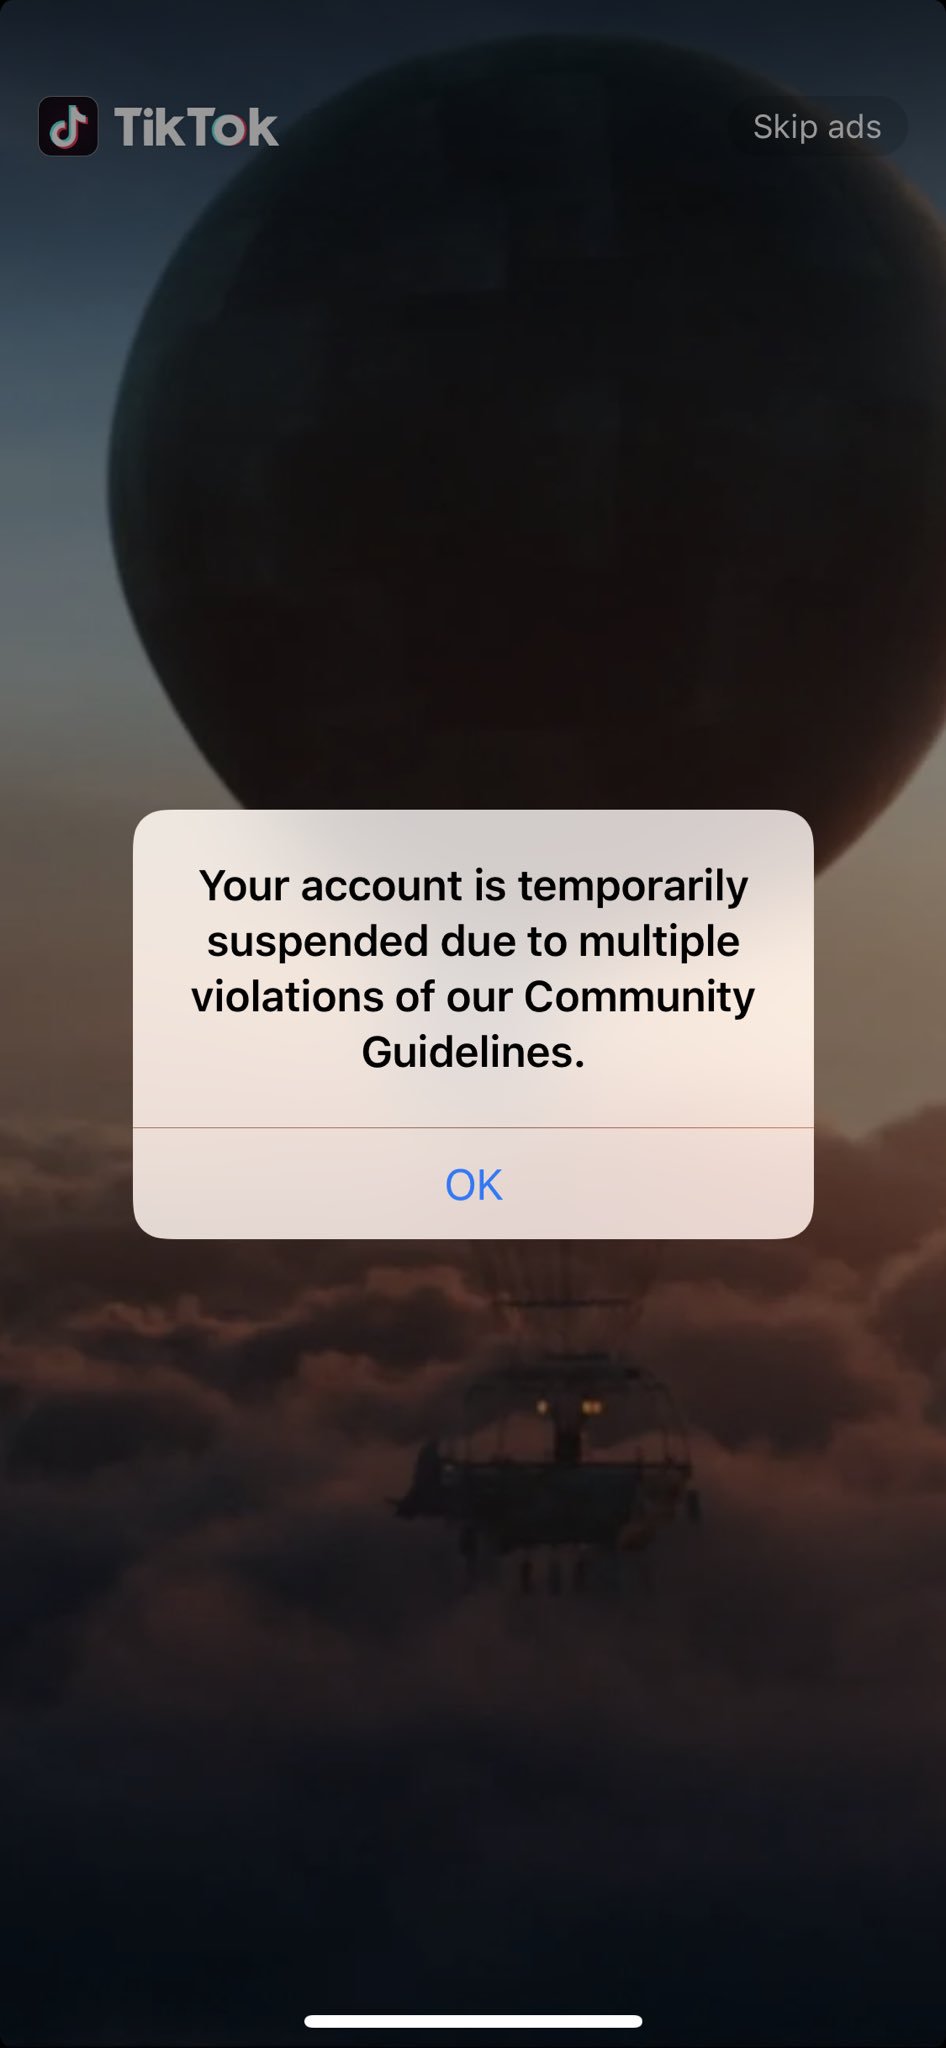 TikTok
Skip ads
Your account is temporarily
suspended due to multiple
violations of our Community
Guidelines.
OK